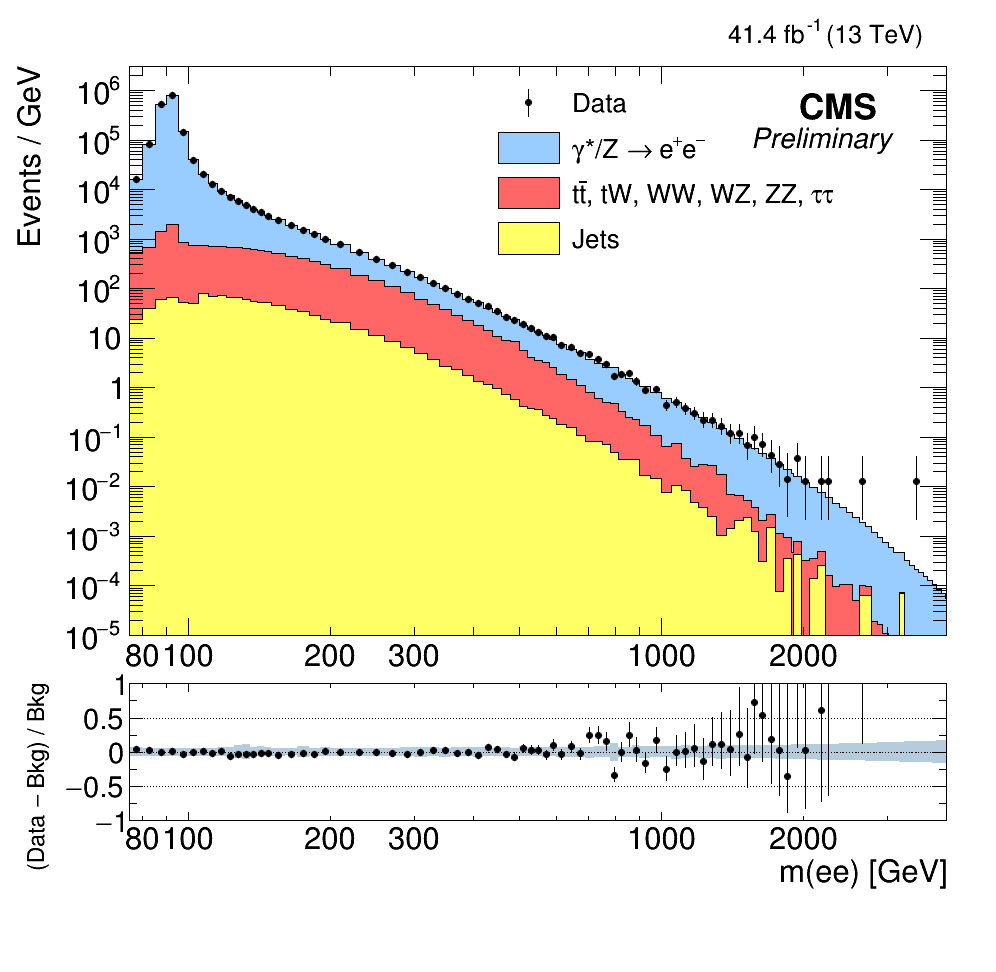 41.4 fb⁻¹ (13 TeV)
Events / GeV
10⁶
10⁵
10⁴
10³
10²
10
1
10⁻¹
10⁻²
10⁻³
10⁻⁴
10⁻⁵
Data
γ*/Z → e⁺e⁻
tt̄, tW, WW, WZ, ZZ, ττ
Jets
CMS
Preliminary
80 100 200 300 1000 2000
(Data − Bkg) / Bkg
1
0.5
0
−0.5
−1
80 100 200 300 1000 2000
m(ee) [GeV]